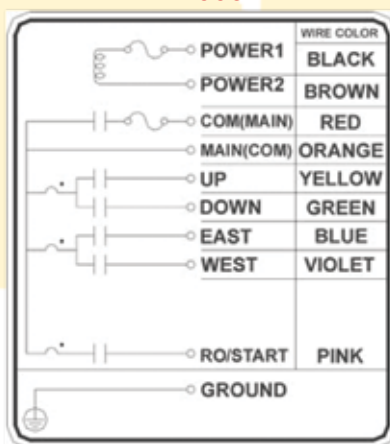 WIRE COLOR
POWER1 BLACK
POWER2 BROWN
COM(MAIN) RED
MAIN(COM) ORANGE
UP YELLOW
DOWN GREEN
EAST BLUE
WEST VIOLET
RO/START PINK
GROUND